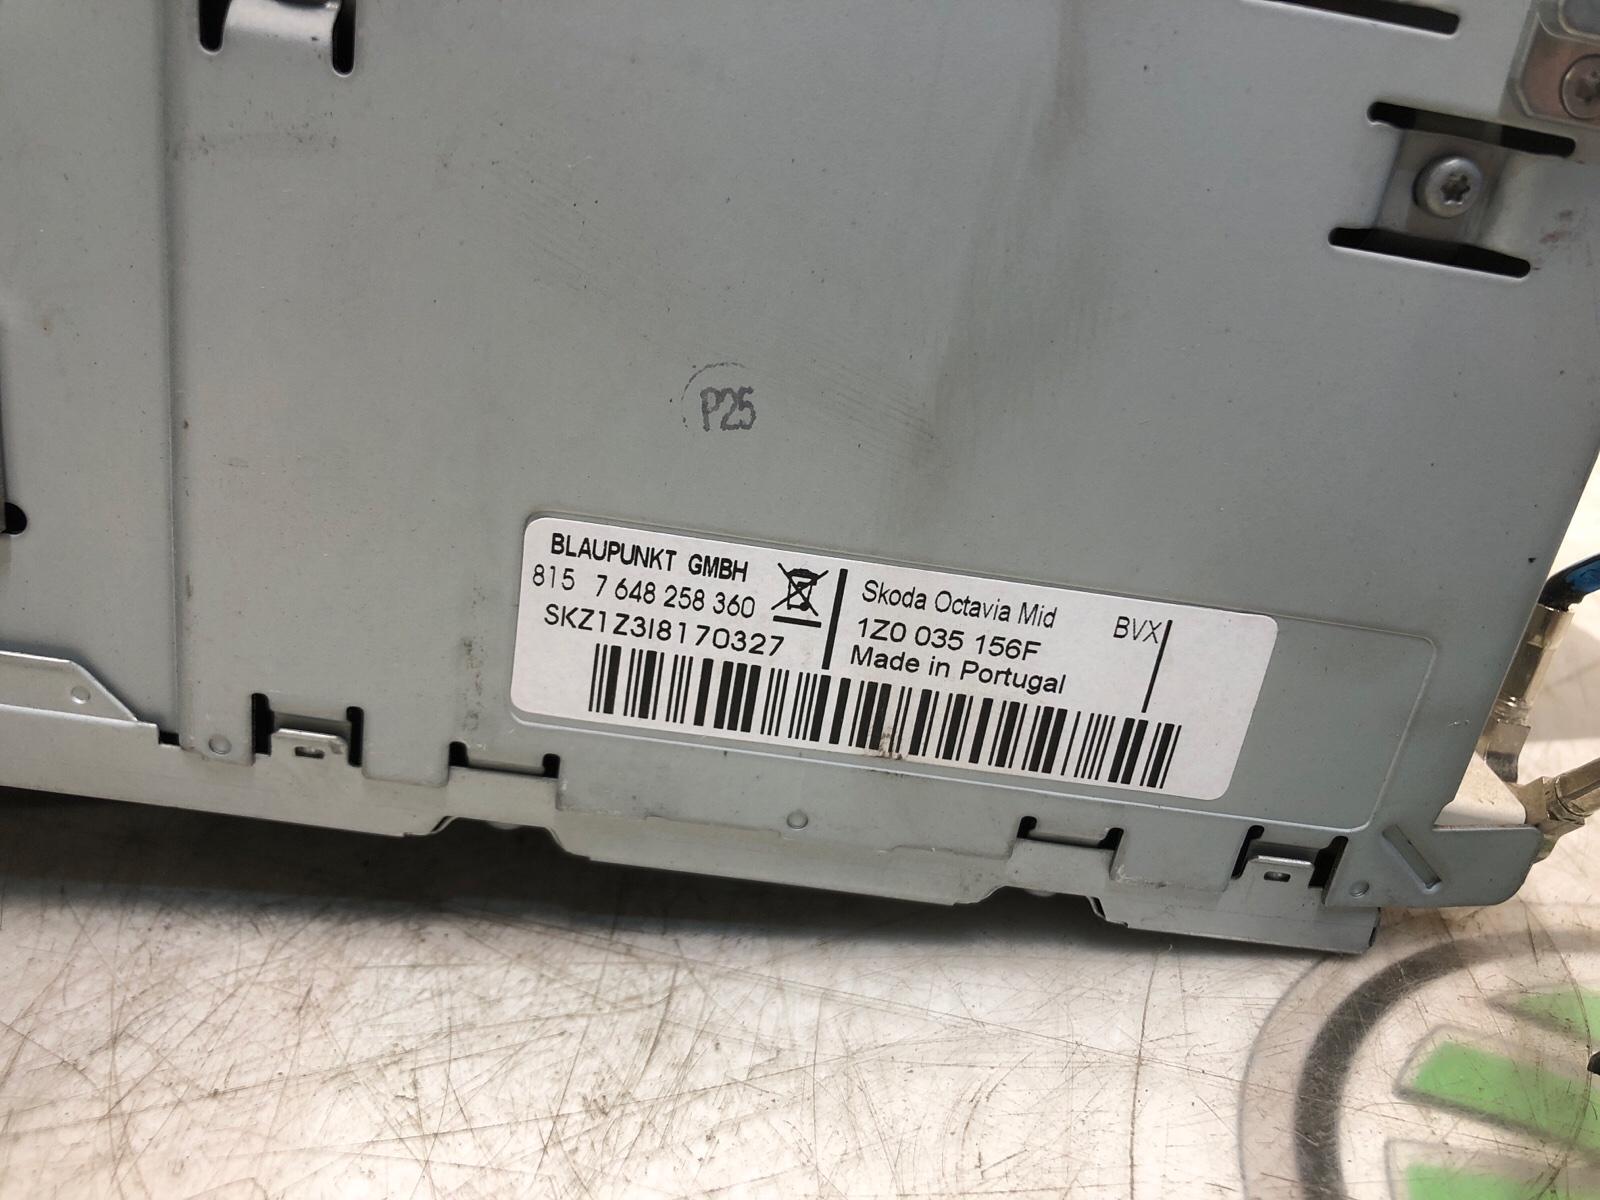 P25
BLAUPUNKT GMBH
815 7 648 258 360
SKZ1Z3I8170327
Skoda Octavia Mid
BVX
1Z0 035 156F
Made in Portugal